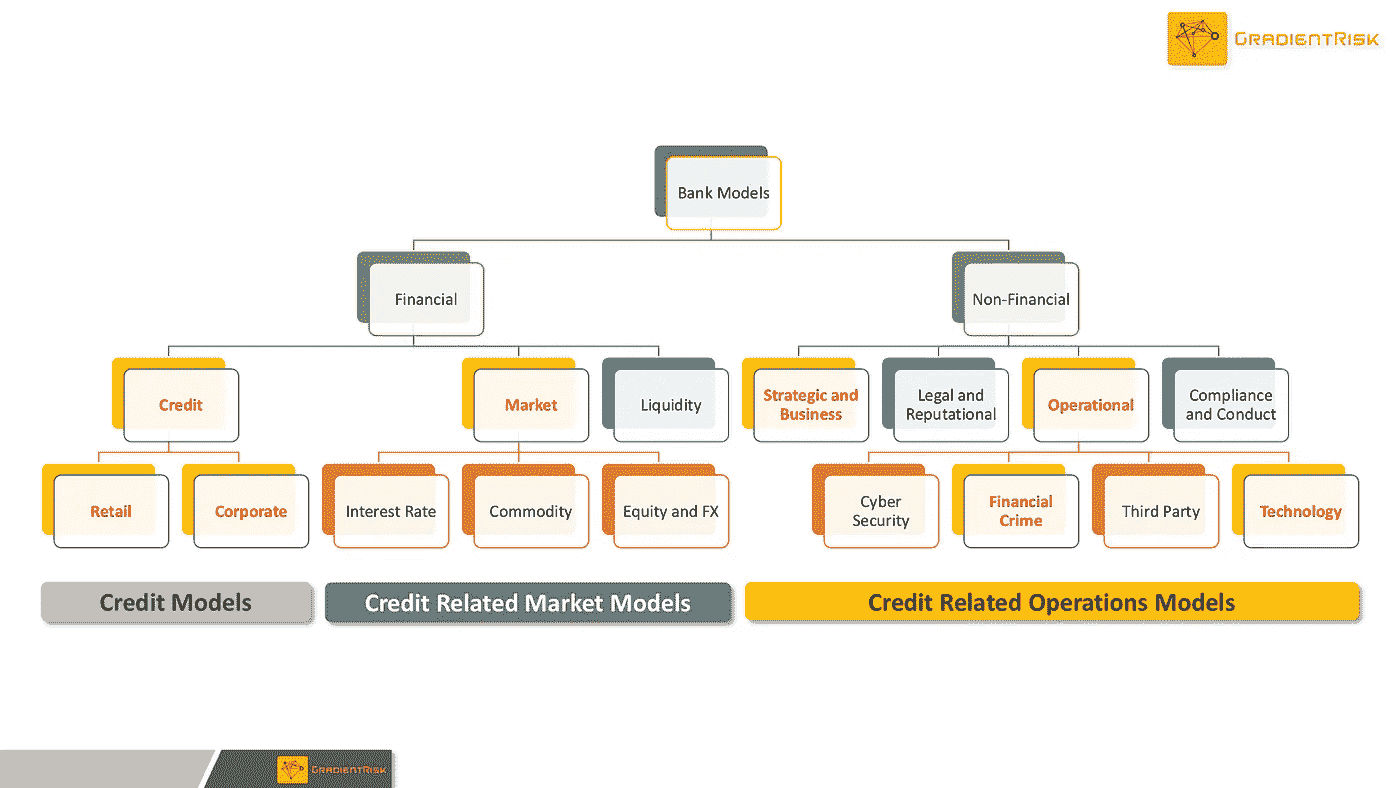 GRADIENTRISK
Bank Models
Financial
Non-Financial
Credit
Market
Liquidity
Strategic and
Business
Legal and
Reputational
Operational
Compliance
and Conduct
Retail
Corporate
Interest Rate
Commodity
Equity and FX
Cyber
Security
Financial
Crime
Third Party
Technology
Credit Models
Credit Related Market Models
Credit Related Operations Models
GRADIENTRISK